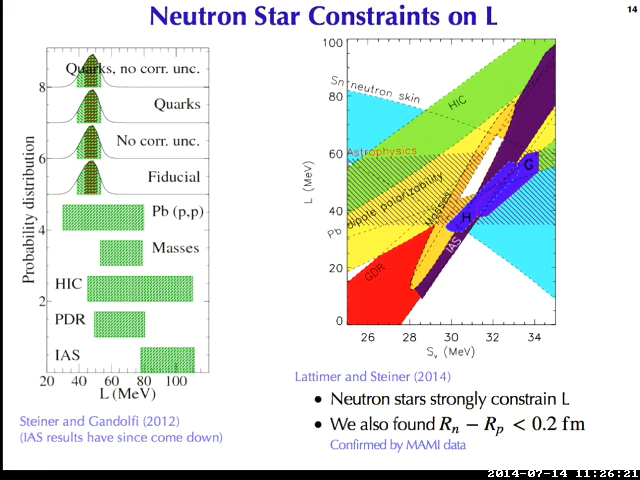 Neutron Star Constraints on L
14
Probability distribution
8
6
4
2
Quarks, no corr. unc.
Quarks
No corr. unc.
Fiducial
Pb (p,p)
Masses
HIC
PDR
IAS
20 40 60 80 100
L (MeV)
Steiner and Gandolfi (2012)
(IAS results have since come down)
100
80
60
40
20
0
L (MeV)
Sn neutron skin
HIC
Astrophysics
Pb dipole polarizability
Masses
G
H
IAS
GDR
26 28 30 32 34
Sᵥ (MeV)
Lattimer and Steiner (2014)
• Neutron stars strongly constrain L
• We also found Rₙ − Rₚ < 0.2 fm
Confirmed by MAMI data
2014-07-14 11:26:21